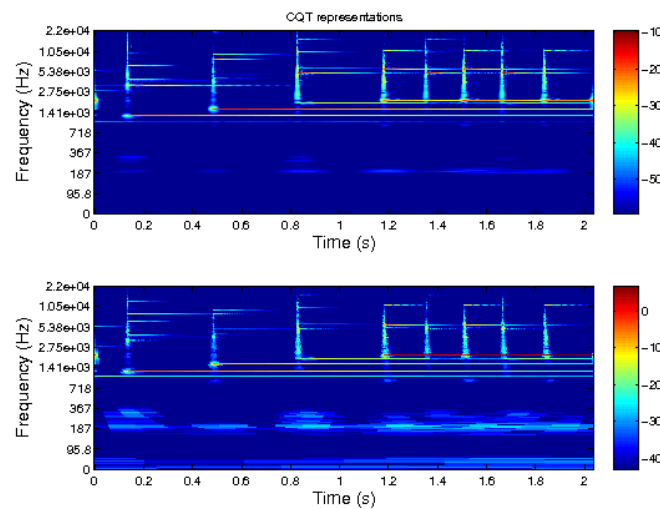 CQT representations
2.2e+04
1.05e+04
5.38e+03
2.75e+03
1.41e+03
718
367
187
95.8
0
Frequency (Hz)
0 0.2 0.4 0.6 0.8 1 1.2 1.4 1.6 1.8 2
Time (s)
-10
-20
-30
-40
-50
2.2e+04
1.05e+04
5.38e+03
2.75e+03
1.41e+03
718
367
187
95.8
0
Frequency (Hz)
0 0.2 0.4 0.6 0.8 1 1.2 1.4 1.6 1.8 2
Time (s)
0
-10
-20
-30
-40